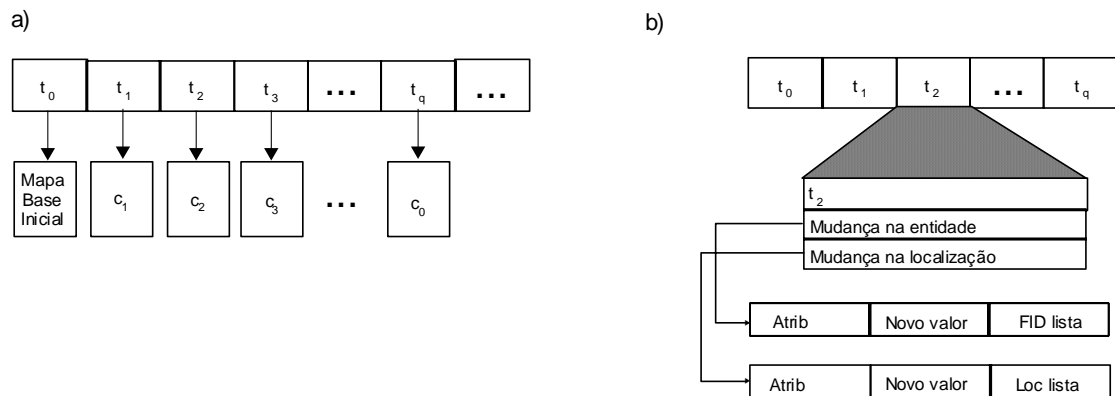 a)
t0 t1 t2 t3 ... tq ...
Mapa
Base
Inicial
c1 c2 c3 ... c0
b)
t0 t1 t2 ... tq
t2
Mudança na entidade
Mudança na localização
Atrib Novo valor FID lista
Atrib Novo valor Loc lista